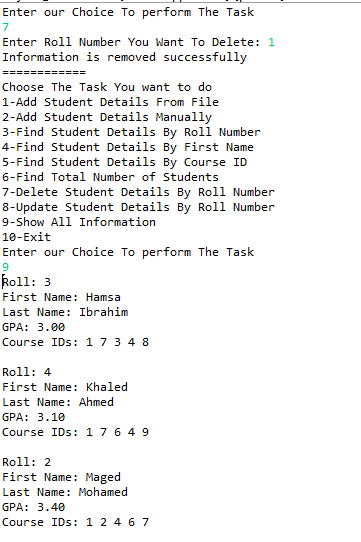 Enter our Choice To perform The Task
7
Enter Roll Number You Want To Delete: 1
Information is removed successfully
============
Choose The Task You want to do
1-Add Student Details From File
2-Add Student Details Manually
3-Find Student Details By Roll Number
4-Find Student Details By First Name
5-Find Student Details By Course ID
6-Find Total Number of Students
7-Delete Student Details By Roll Number
8-Update Student Details By Roll Number
9-Show All Information
10-Exit
Enter our Choice To perform The Task
9
Roll: 3
First Name: Hamsa
Last Name: Ibrahim
GPA: 3.00
Course IDs: 1 7 3 4 8

Roll: 4
First Name: Khaled
Last Name: Ahmed
GPA: 3.10
Course IDs: 1 7 6 4 9

Roll: 2
First Name: Maged
Last Name: Mohamed
GPA: 3.40
Course IDs: 1 2 4 6 7